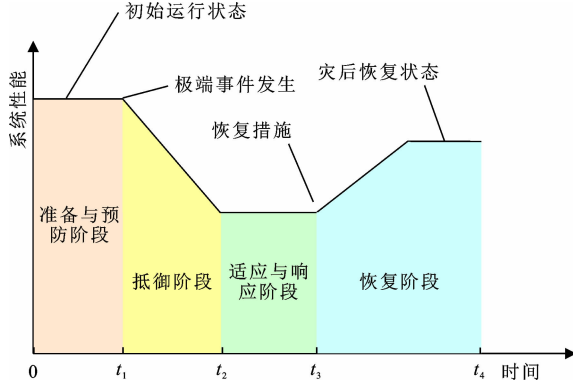 初始运行状态
极端事件发生
灾后恢复状态
恢复措施
系统性能
准备与预
防阶段
抵御阶段
适应与响
应阶段
恢复阶段
0
t1
t2
t3
t4
时间